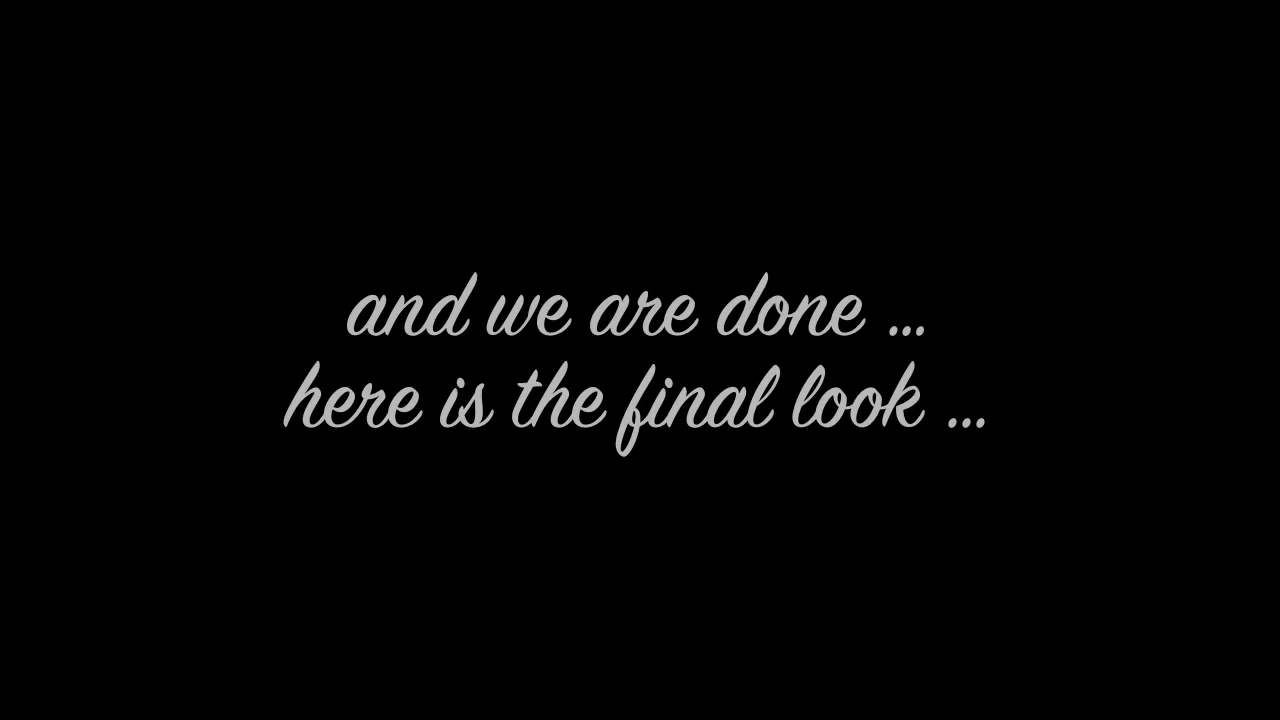 and we are done ...
here is the final look ...